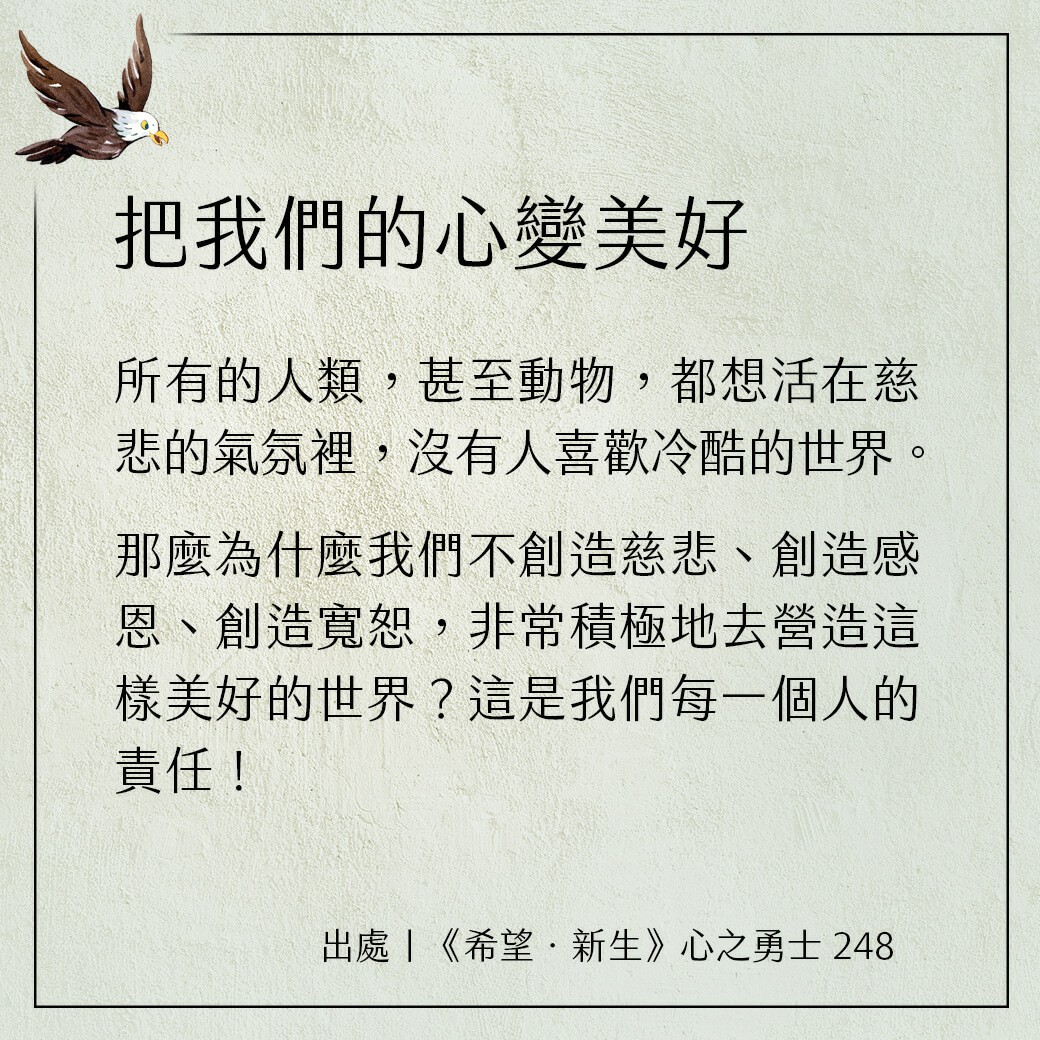 把我們的心變美好
所有的人類，甚至動物，都想活在慈
悲的氣氛裡，沒有人喜歡冷酷的世界。
那麼為什麼我們不創造慈悲、創造感
恩、創造寬恕，非常積極地去營造這
樣美好的世界？這是我們每一個人的
責任！
出處｜《希望．新生》心之勇士 248